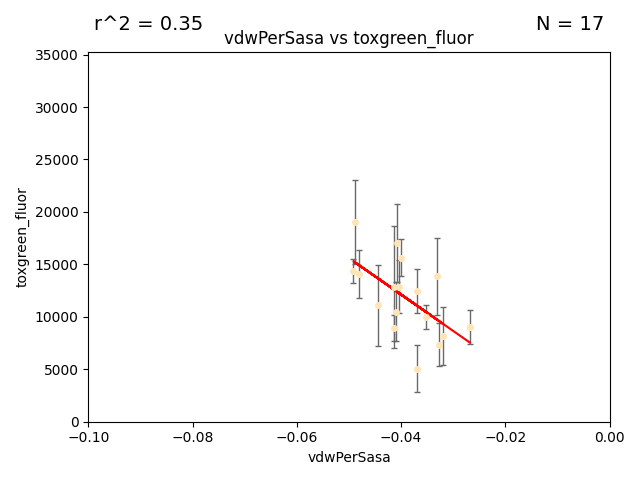 r^2 = 0.35
N = 17
vdwPerSasa vs toxgreen_fluor
35000
30000
25000
20000
15000
10000
5000
0
toxgreen_fluor
−0.10
−0.08
−0.06
−0.04
−0.02
0.00
vdwPerSasa